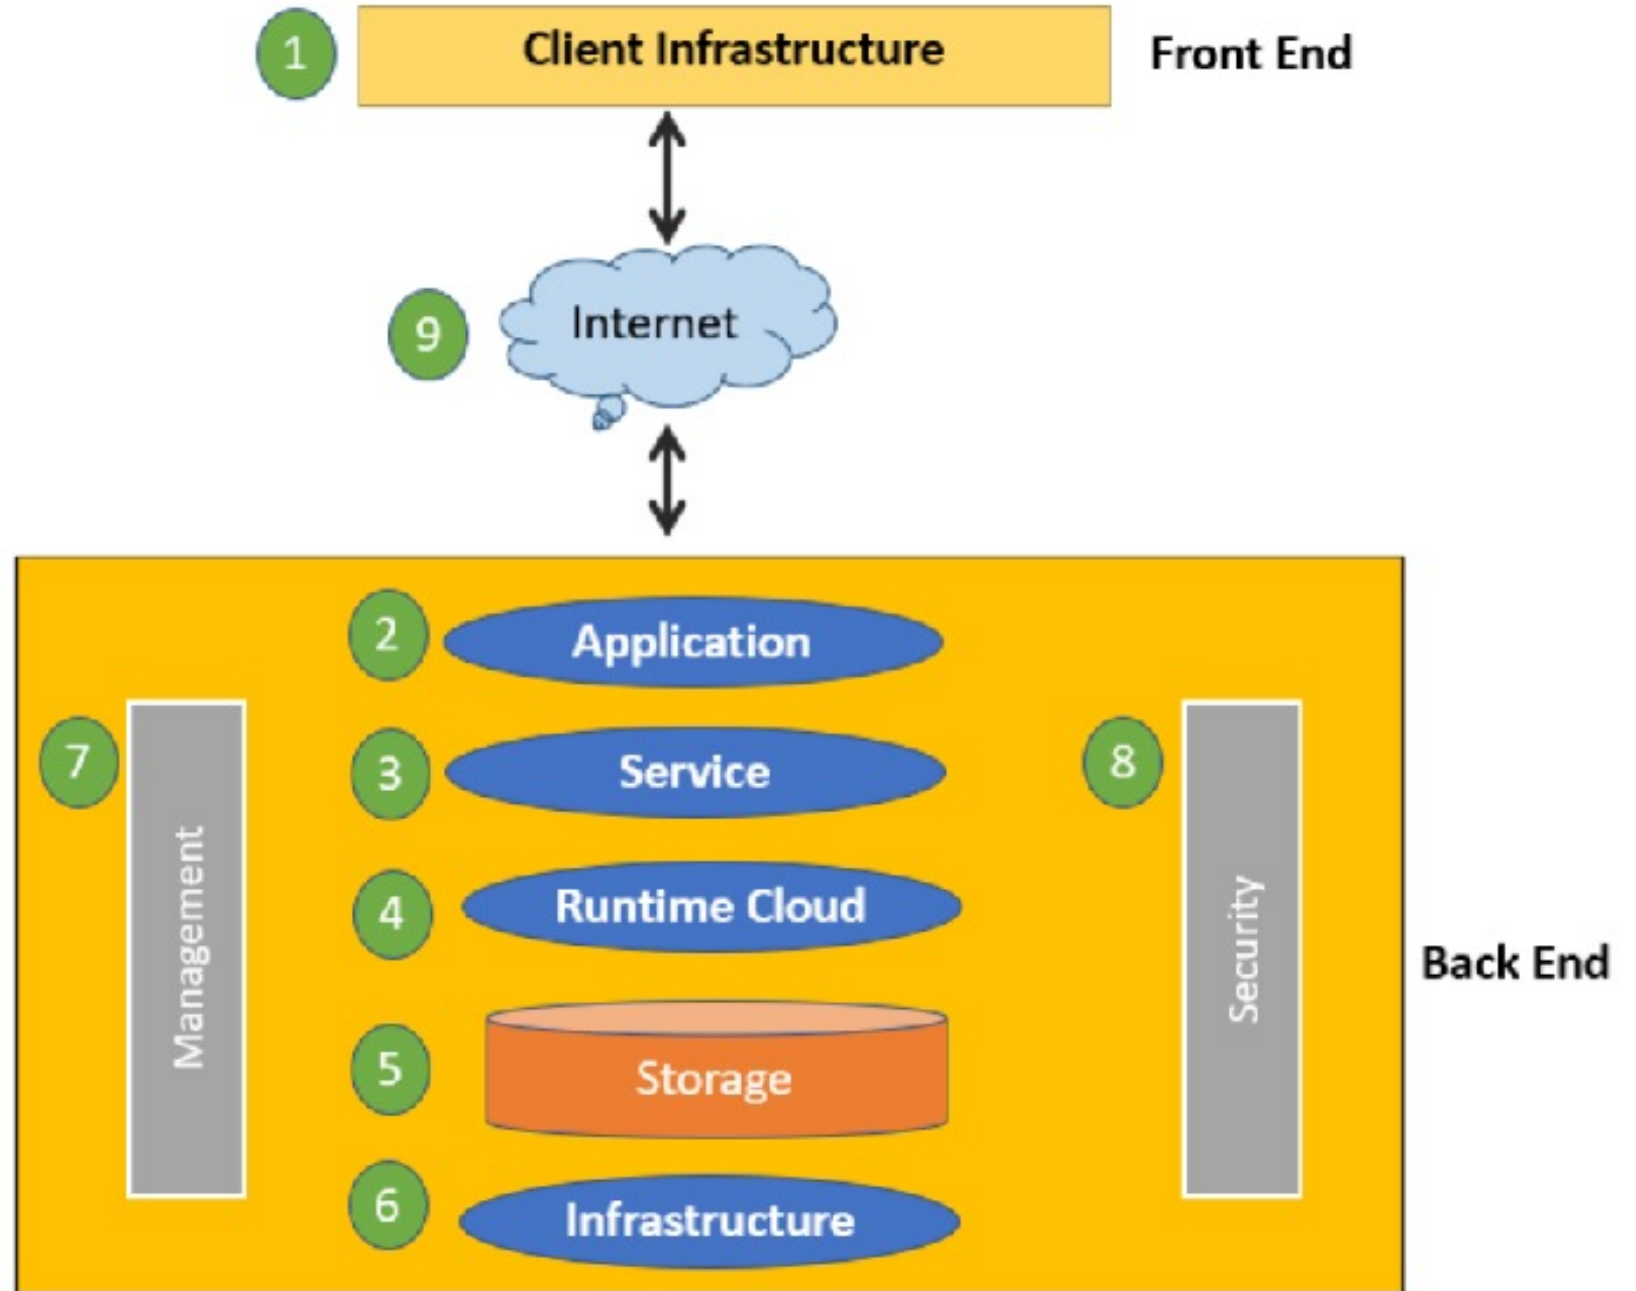 1
Client Infrastructure
Front End
9
Internet
2
Application
7
Management
3
Service
8
Security
4
Runtime Cloud
Back End
5
Storage
6
Infrastructure